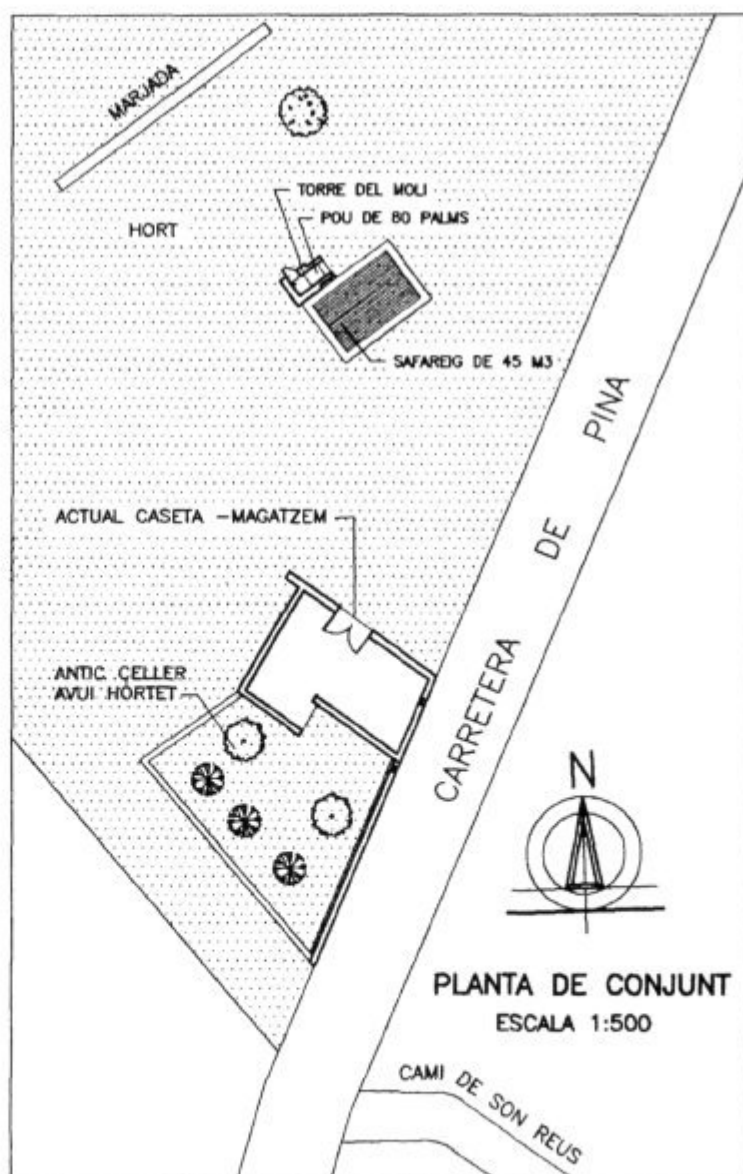 MARJADA
TORRE DEL MOLI
POU DE 80 PALMS
HORT
SAFAREIG DE 45 M3
CARRETERA DE PINA
ACTUAL CASETA -MAGATZEM
ANTIC CELLER
AVUI HORTET
N
PLANTA DE CONJUNT
ESCALA 1:500
CAMI DE SON REUS